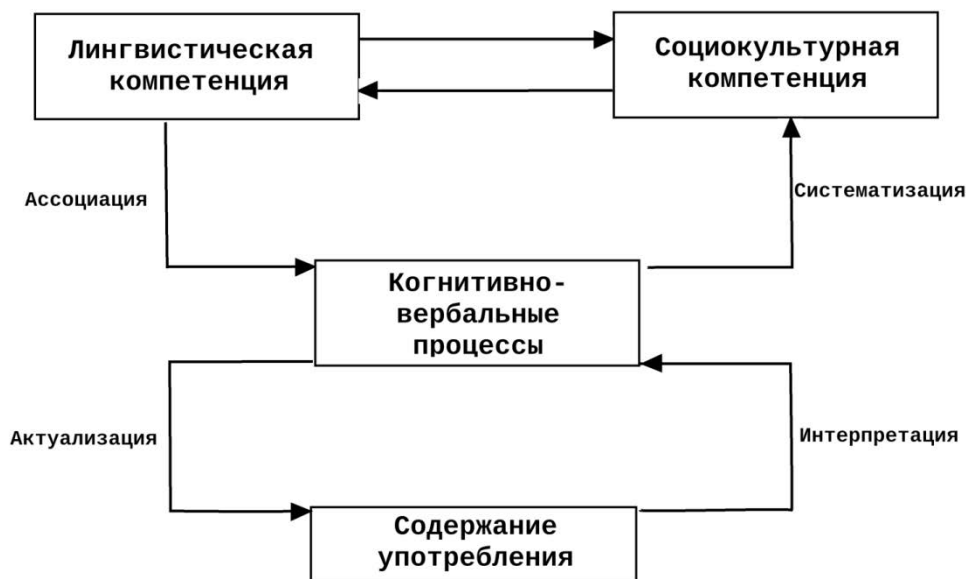 Лингвистическая
компетенция
Социокультурная
компетенция
Ассоциация
Систематизация
Когнитивно-
вербальные
процессы
Актуализация
Интерпретация
Содержание
употребления